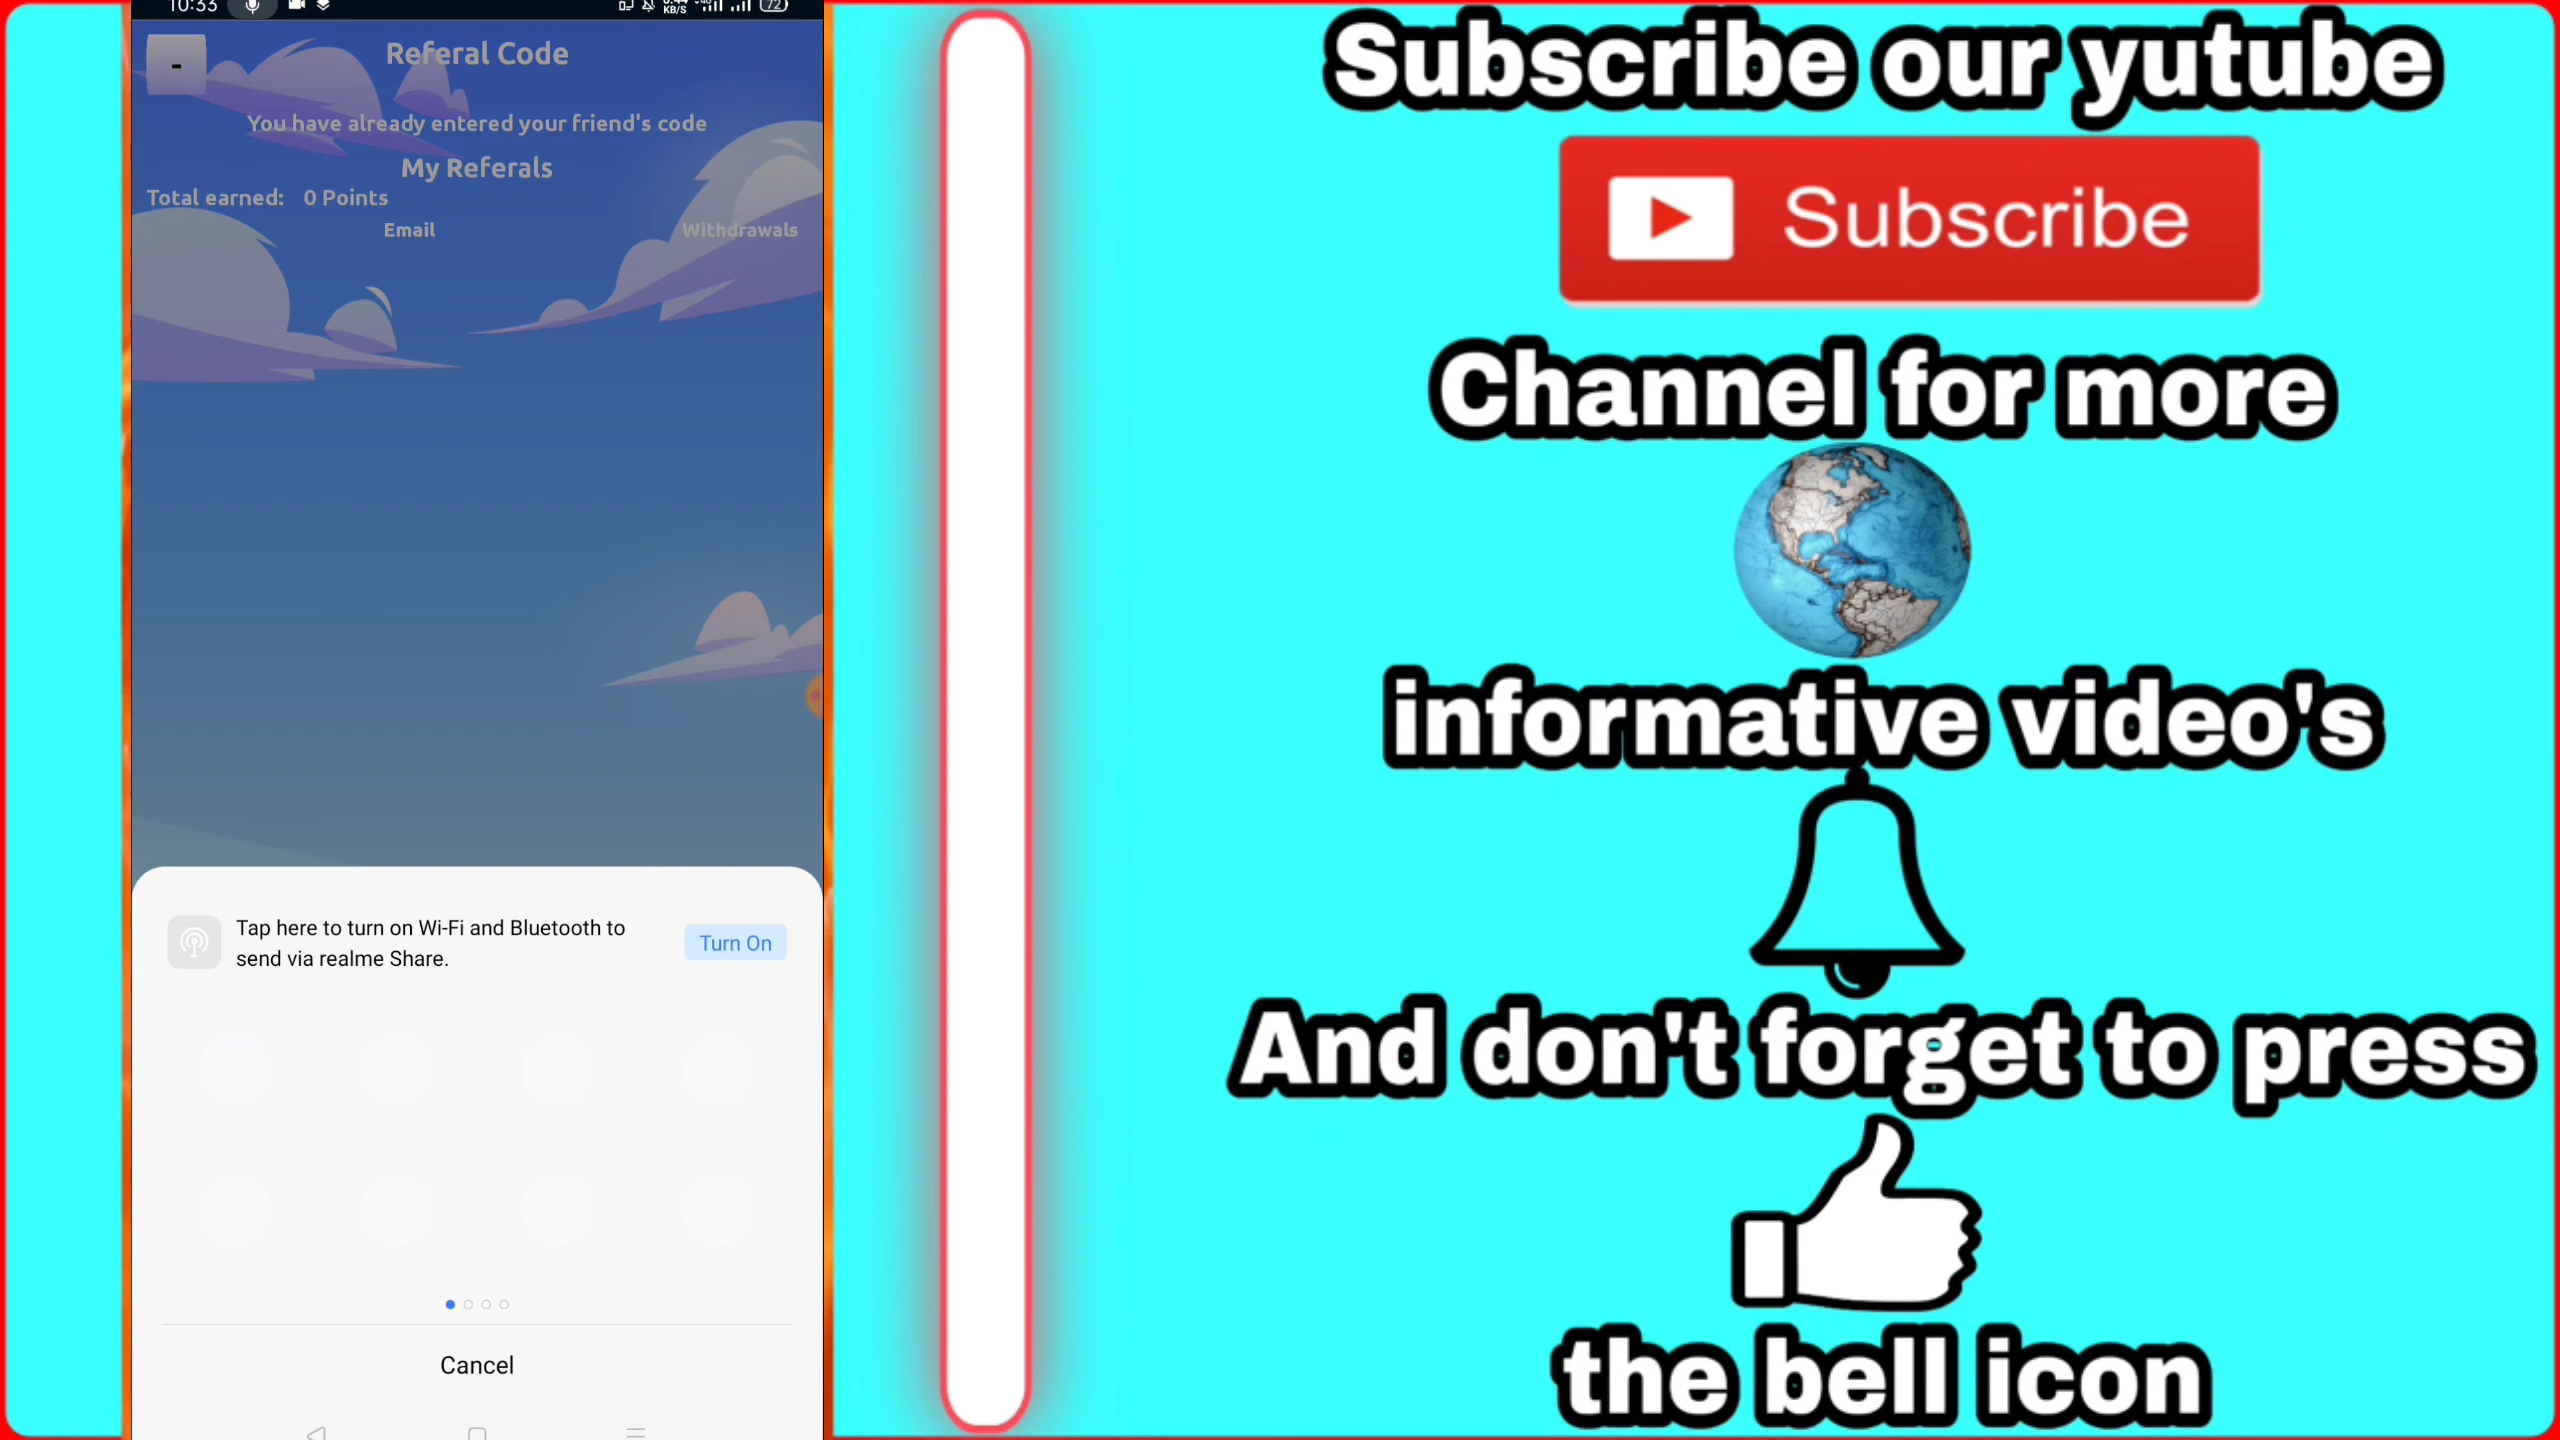 10:33
KB/S
72
-
Referal Code
You have already entered your friend's code
My Referals
Total earned: 0 Points
Email Withdrawals
Tap here to turn on Wi-Fi and Bluetooth to
send via realme Share.
Turn On
Cancel
Subscribe our yutube
Subscribe
Channel for more
informative video's
And don't forget to press
the bell icon